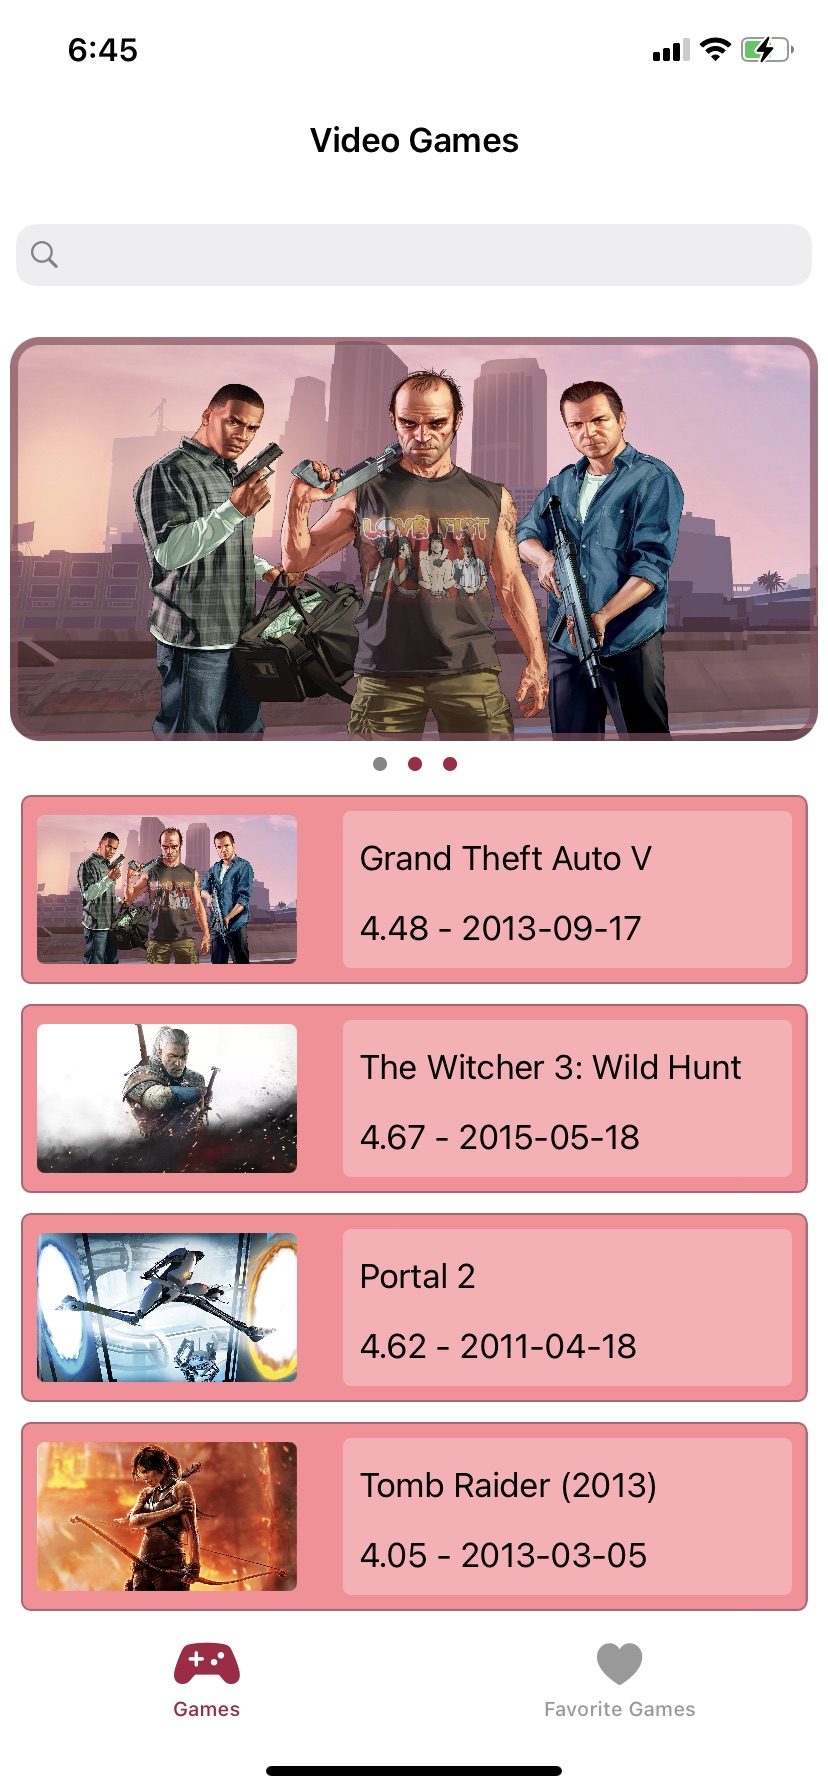 6:45
Video Games
LOVE FIST
Grand Theft Auto V
4.48 - 2013-09-17
The Witcher 3: Wild Hunt
4.67 - 2015-05-18
Portal 2
4.62 - 2011-04-18
Tomb Raider (2013)
4.05 - 2013-03-05
Games
Favorite Games